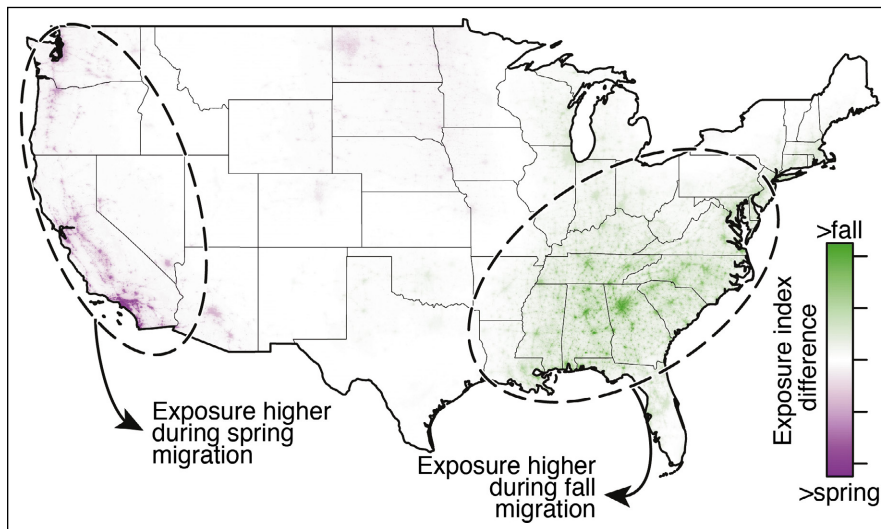 Exposure higher
during spring
migration
Exposure higher
during fall
migration
>fall
Exposure index
difference
>spring